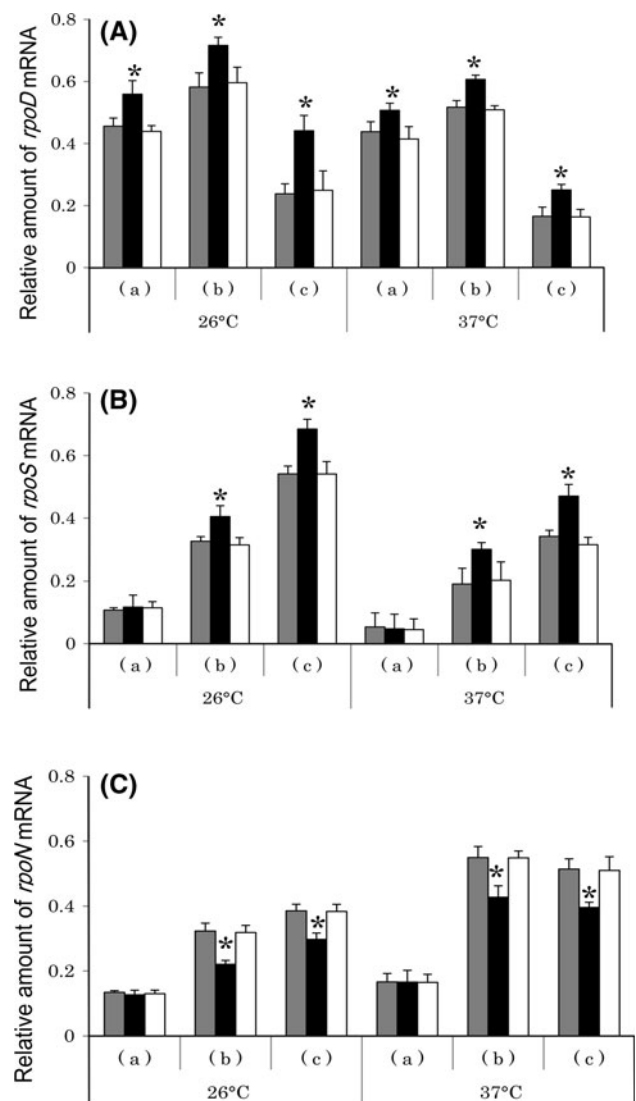 (A)
Relative amount of rpoD mRNA
0.8
0.6
0.4
0.2
0
* * * * * *
(a) (b) (c) (a) (b) (c)
26°C 37°C
(B)
Relative amount of rpoS mRNA
0.8
0.6
0.4
0.2
0
* * * *
(a) (b) (c) (a) (b) (c)
26°C 37°C
(C)
Relative amount of rpoN mRNA
0.8
0.6
0.4
0.2
0
* * * *
(a) (b) (c) (a) (b) (c)
26°C 37°C